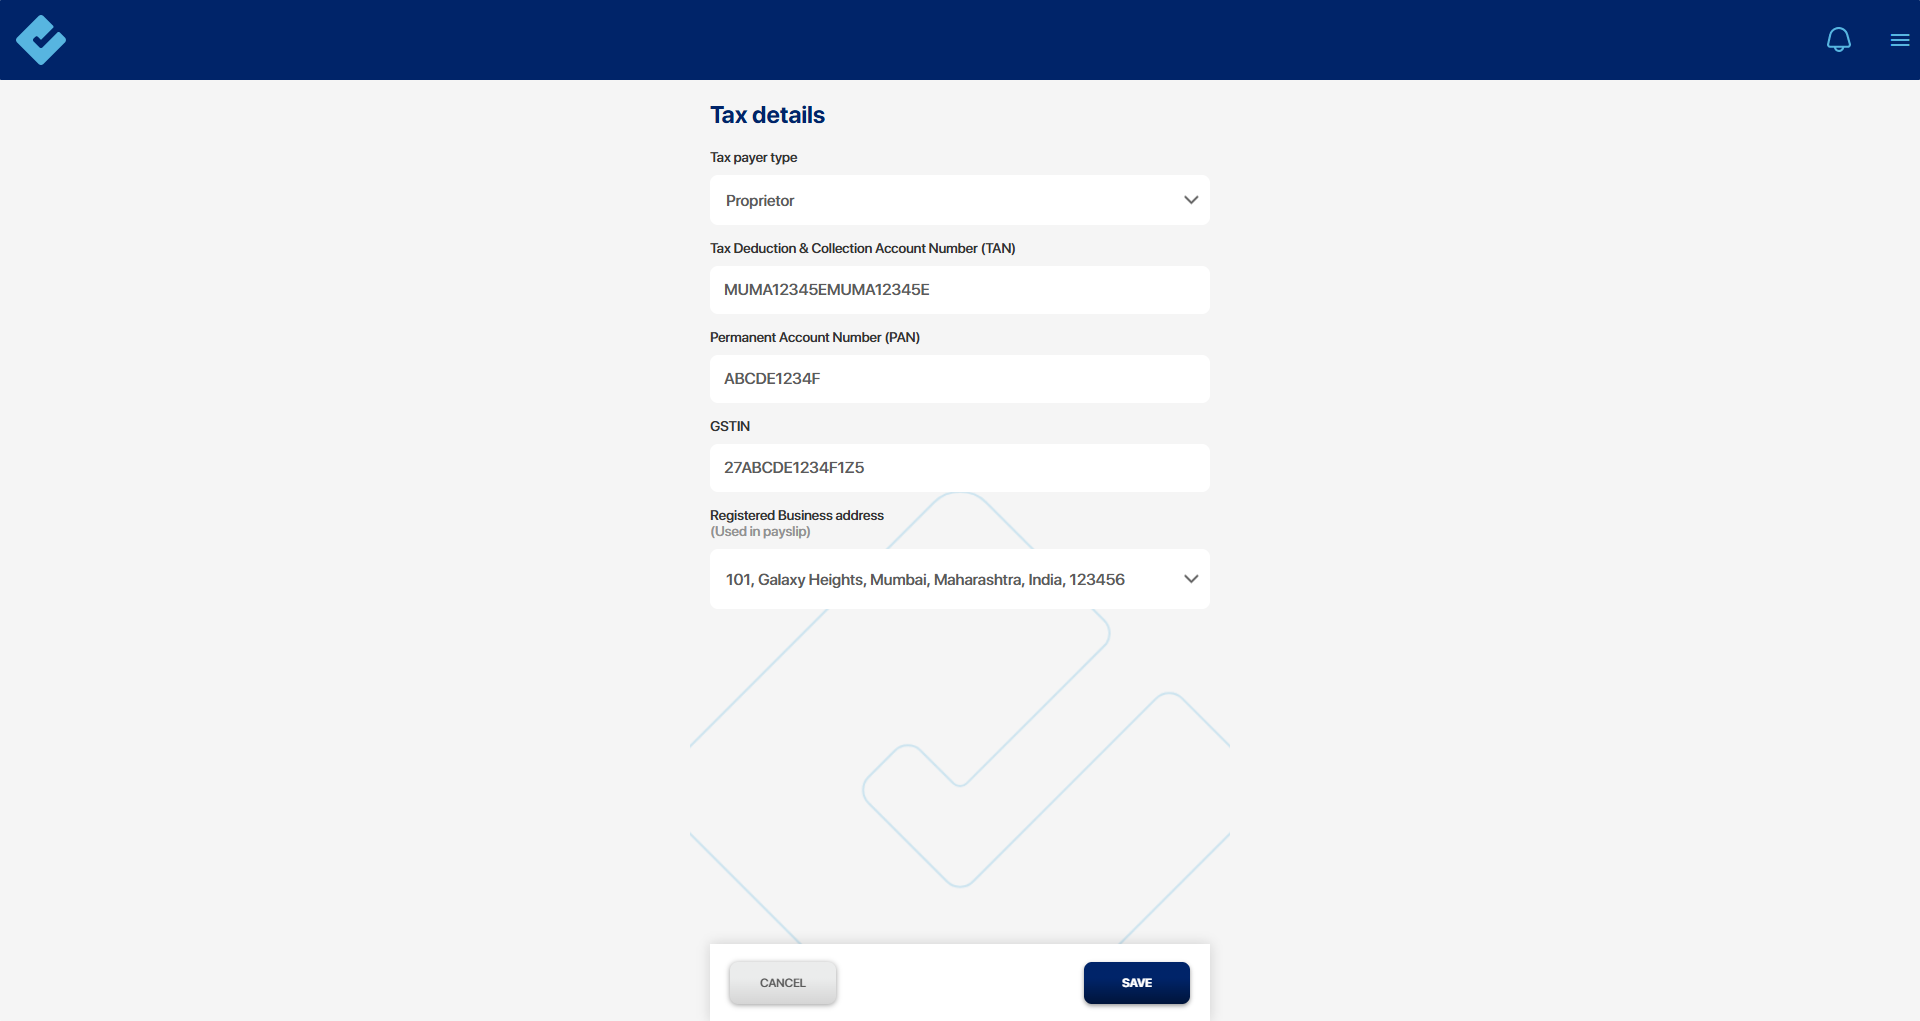 Tax details
Tax payer type
Proprietor
Tax Deduction & Collection Account Number (TAN)
MUMA12345EMUMA12345E
Permanent Account Number (PAN)
ABCDE1234F
GSTIN
27ABCDE1234F1Z5
Registered Business address
(Used in payslip)
101, Galaxy Heights, Mumbai, Maharashtra, India, 123456
CANCEL
SAVE